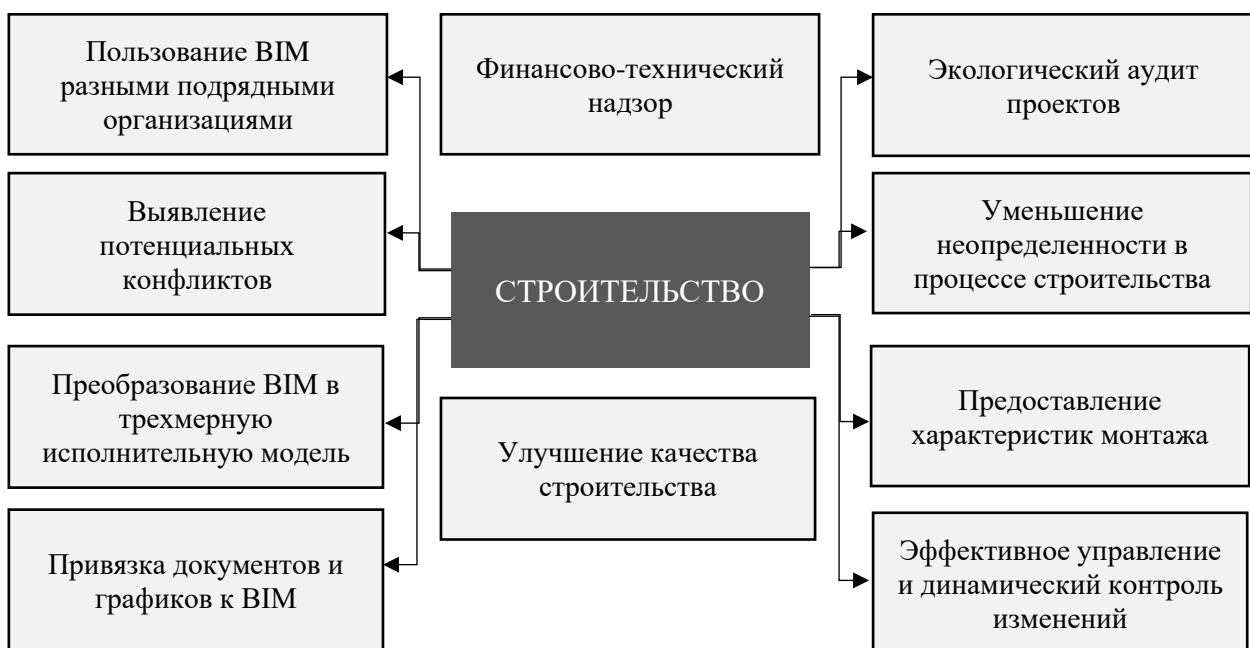 Пользование BIM
разными подрядными
организациями
Финансово-технический
надзор
Экологический аудит
проектов
Выявление
потенциальных
конфликтов
СТРОИТЕЛЬСТВО
Уменьшение
неопределенности в
процессе строительства
Преобразование BIM в
трехмерную
исполнительную модель
Улучшение качества
строительства
Предоставление
характеристик монтажа
Привязка документов и
графиков к BIM
Эффективное управление
и динамический контроль
изменений